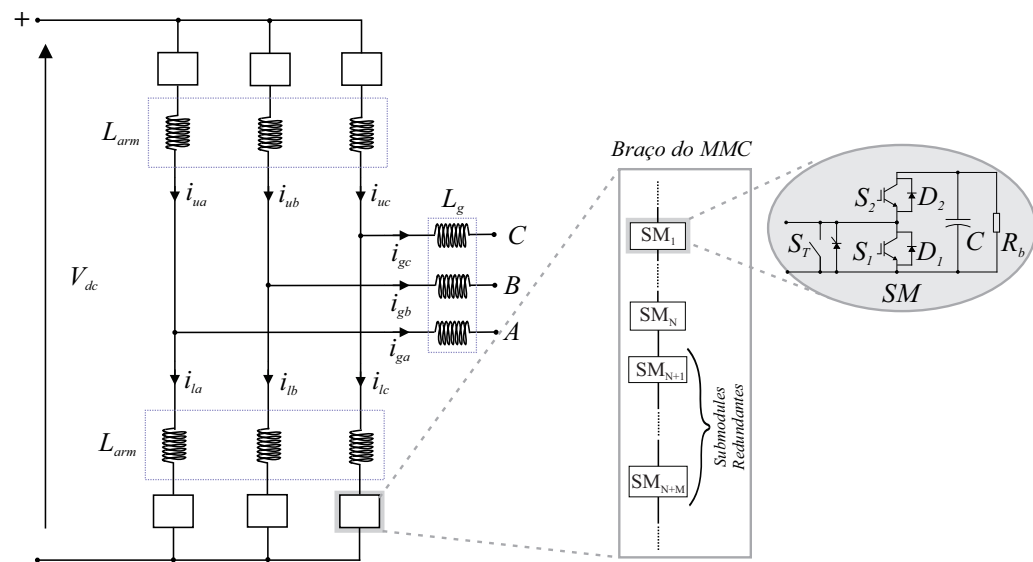 +
V_dc
L_arm
i_ua
i_ub
i_uc
L_g
C
i_gc
B
i_gb
A
i_ga
i_la
i_lb
i_lc
L_arm
Braço do MMC
SM_1
SM_N
SM_N+1
SM_N+M
Submodules
Redundantes
S_2
D_2
S_T
S_1
D_1
C
R_b
SM